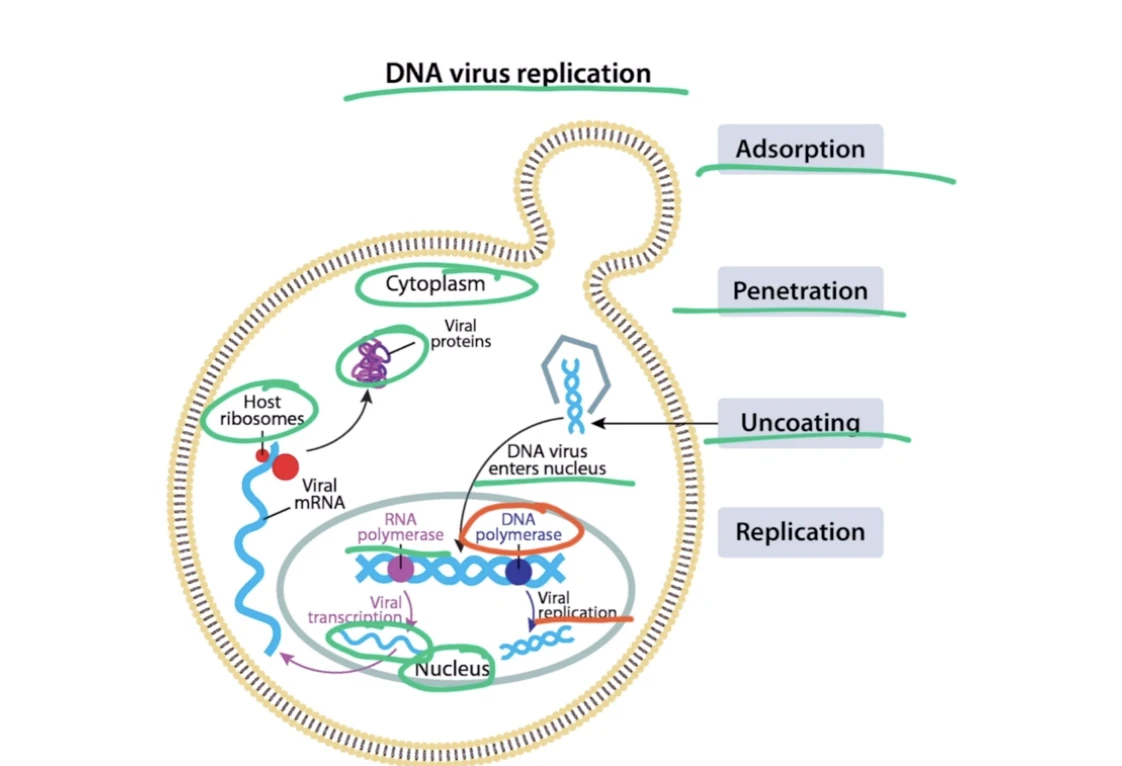 DNA virus replication
Adsorption
Cytoplasm
Penetration
Viral
proteins
Host
ribosomes
Uncoating
DNA virus
enters nucleus
Viral
mRNA
RNA
polymerase
DNA
polymerase
Replication
Viral
transcription
Viral
replication
Nucleus